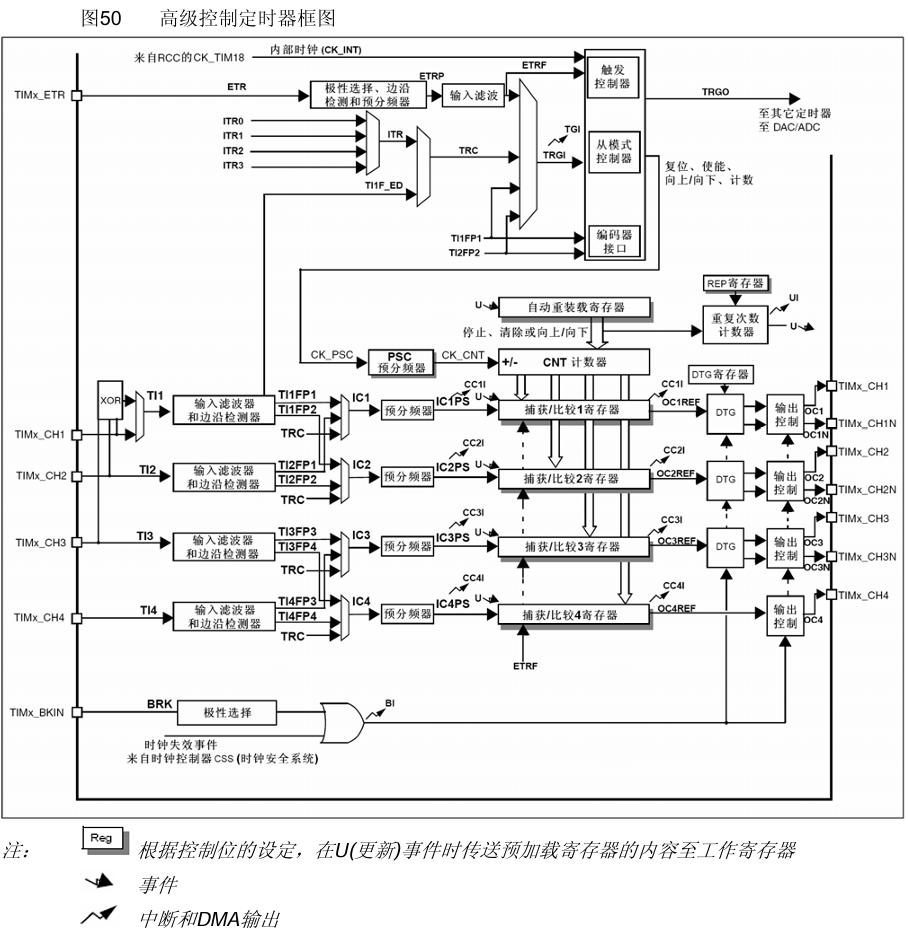 图50 高级控制定时器框图
内部时钟 (CK_INT)
来自RCC的CK_TIM18
ETRF
触发
控制器
TIMx_ETR
ETR
极性选择、边沿
检测和预分频器
ETRP
输入滤波
TRGO
至其它定时器
至 DAC/ADC
ITR0
ITR1
ITR2
ITR3
ITR
TRC
TGI
TRGI
从模式
控制器
复位、使能、
向上/向下、计数
TI1F_ED
TI1FP1
TI2FP2
编码器
接口
REP寄存器
U
自动重装载寄存器
UI
重复次数
计数器
U
停止、清除或向上/向下
CK_PSC
PSC
预分频器
CK_CNT
+/-
CNT 计数器
DTG寄存器
XOR
TI1
输入滤波器
和边沿检测器
TI1FP1
TI1FP2
TRC
IC1
预分频器
CC1I
U
IC1PS
捕获/比较1寄存器
CC1I
OC1REF
DTG
输出
控制
OC1
OC1N
TIMx_CH1
TIMx_CH1N
TIMx_CH1
TIMx_CH2
TI2
输入滤波器
和边沿检测器
TI2FP1
TI2FP2
TRC
IC2
预分频器
CC2I
U
IC2PS
捕获/比较2寄存器
CC2I
OC2REF
DTG
输出
控制
OC2
OC2N
TIMx_CH2
TIMx_CH2N
TIMx_CH3
TI3
输入滤波器
和边沿检测器
TI3FP3
TI3FP4
TRC
IC3
预分频器
CC3I
U
IC3PS
捕获/比较3寄存器
CC3I
OC3REF
DTG
输出
控制
OC3
OC3N
TIMx_CH3
TIMx_CH3N
TIMx_CH4
TI4
输入滤波器
和边沿检测器
TI4FP3
TI4FP4
TRC
IC4
预分频器
CC4I
U
IC4PS
捕获/比较4寄存器
CC4I
OC4REF
输出
控制
OC4
TIMx_CH4
ETRF
TIMx_BKIN
BRK
极性选择
BI
时钟失效事件
来自时钟控制器CSS (时钟安全系统)
注：
Reg
根据控制位的设定，在U(更新)事件时传送预加载寄存器的内容至工作寄存器
事件
中断和DMA输出